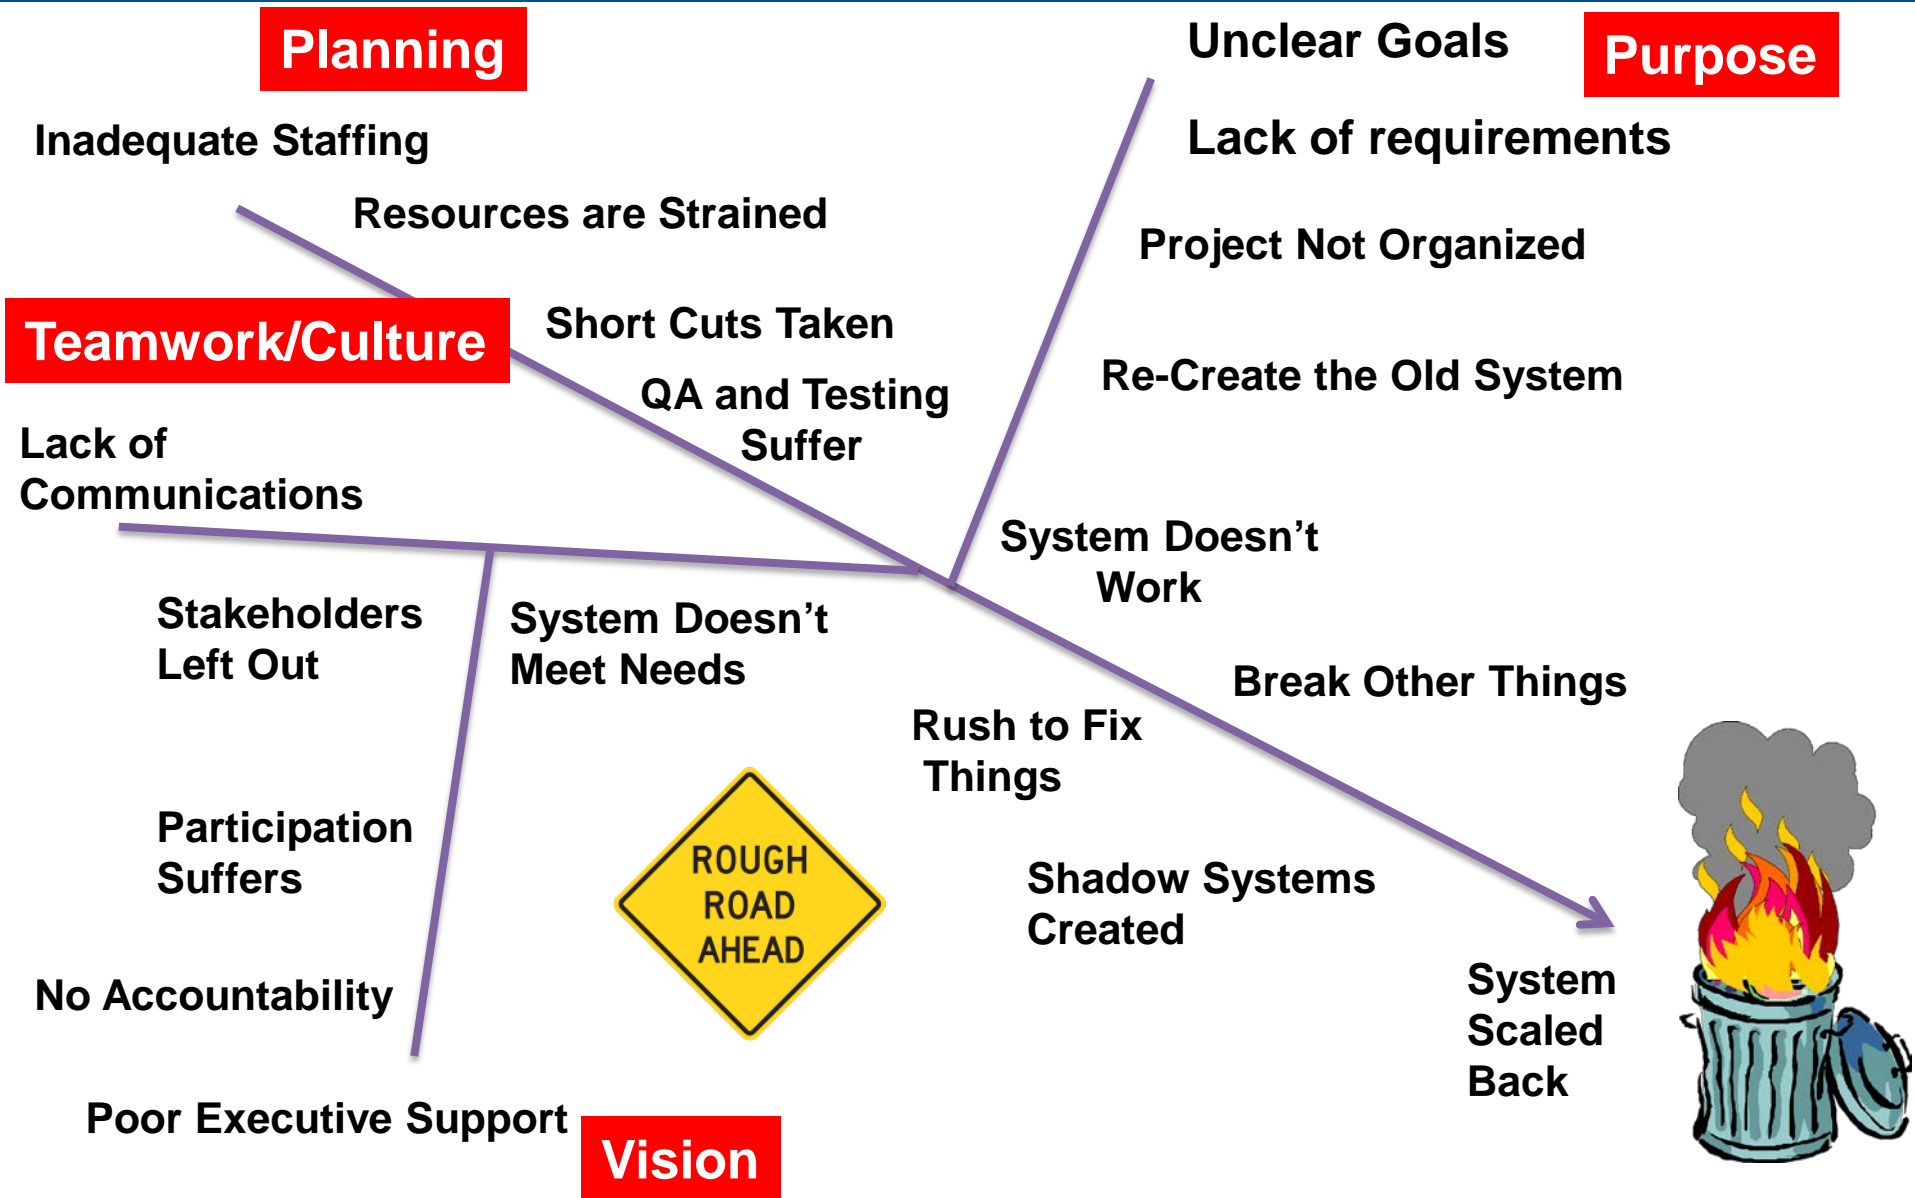 Planning
Inadequate Staffing
Resources are Strained
Short Cuts Taken
QA and Testing
Suffer
Unclear Goals
Purpose
Lack of requirements
Project Not Organized
Re-Create the Old System
Teamwork/Culture
Lack of
Communications
Stakeholders
Left Out
System Doesn’t
Meet Needs
Participation
Suffers
No Accountability
Poor Executive Support
Vision
ROUGH
ROAD
AHEAD
System Doesn’t
Work
Break Other Things
Rush to Fix
Things
Shadow Systems
Created
System
Scaled
Back